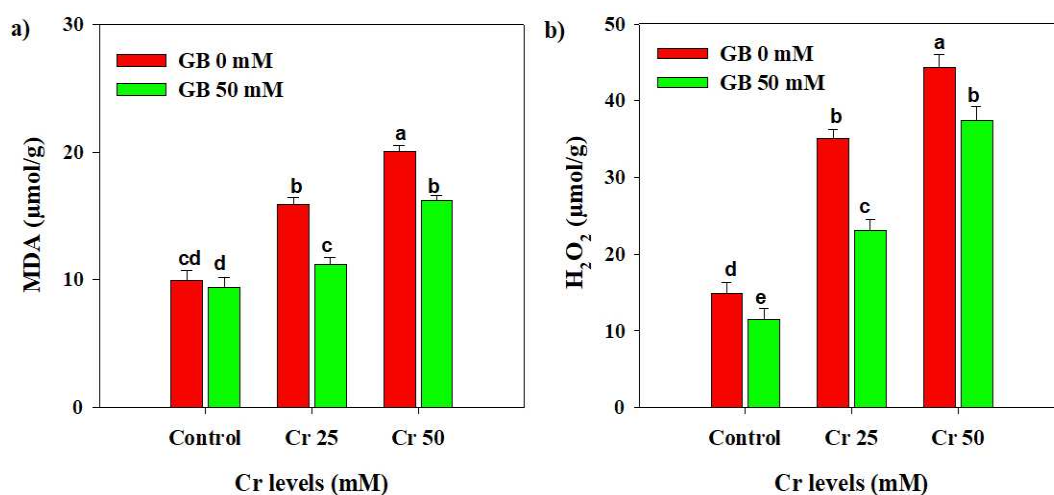 a)
30
20
10
0
MDA (µmol/g)
GB 0 mM
GB 50 mM
cd
d
b
c
a
b
Control
Cr 25
Cr 50
Cr levels (mM)
b)
50
40
30
20
10
0
H₂O₂ (µmol/g)
GB 0 mM
GB 50 mM
d
e
b
c
a
b
Control
Cr 25
Cr 50
Cr levels (mM)